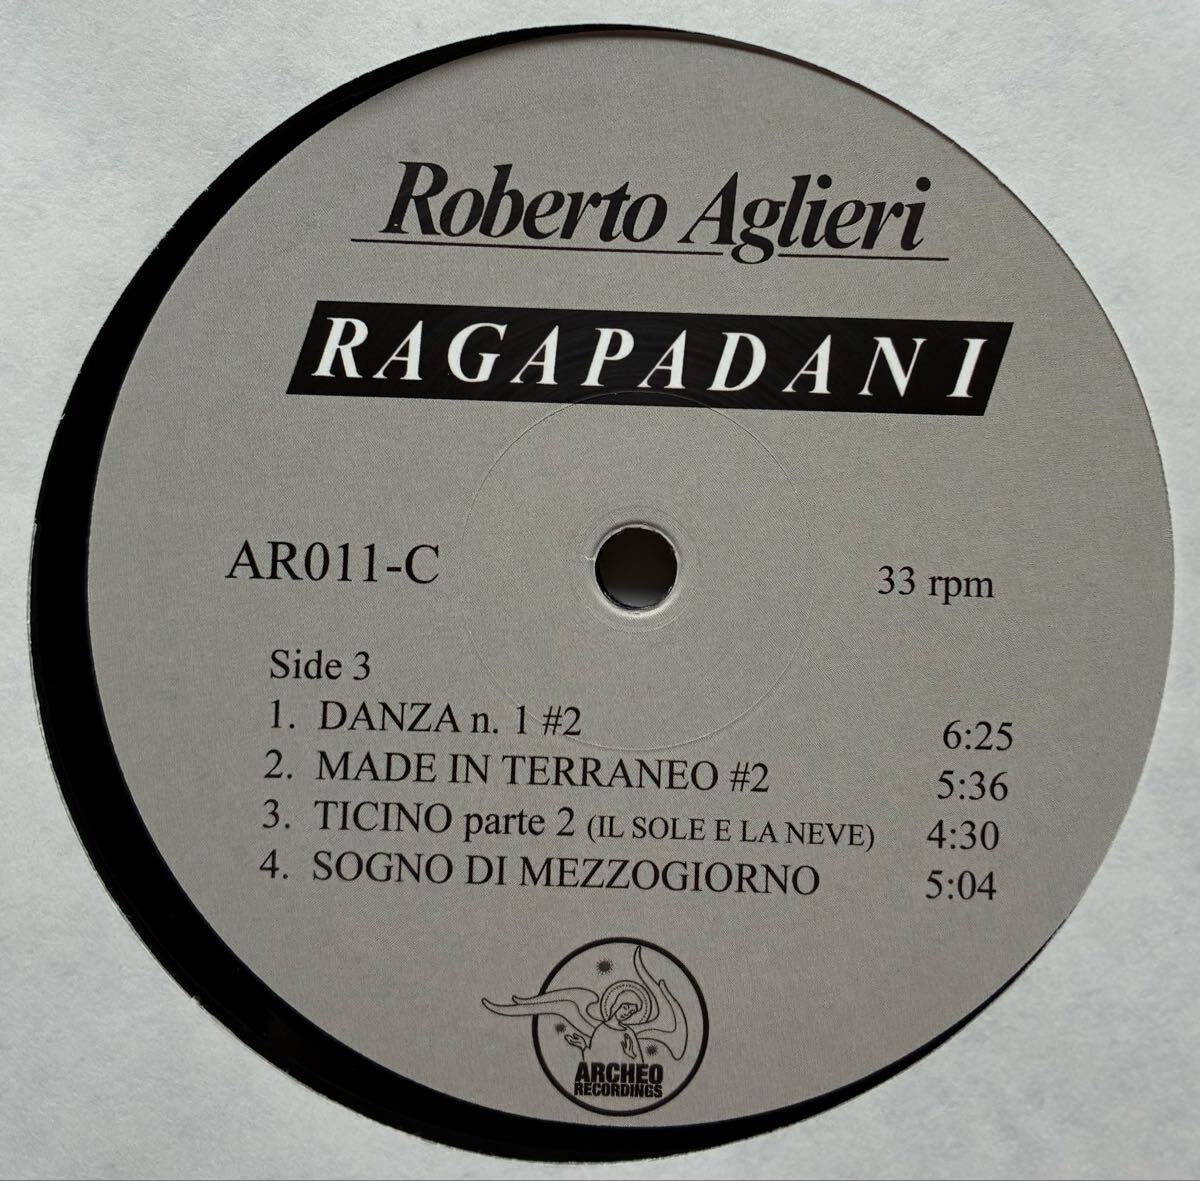 Roberto Aglieri
RAGAPADANI
AR011-C
33 rpm
Side 3
1. DANZA n. 1 #2 6:25
2. MADE IN TERRANEO #2 5:36
3. TICINO parte 2 (IL SOLE E LA NEVE) 4:30
4. SOGNO DI MEZZOGIORNO 5:04
ARCHEO
RECORDINGS